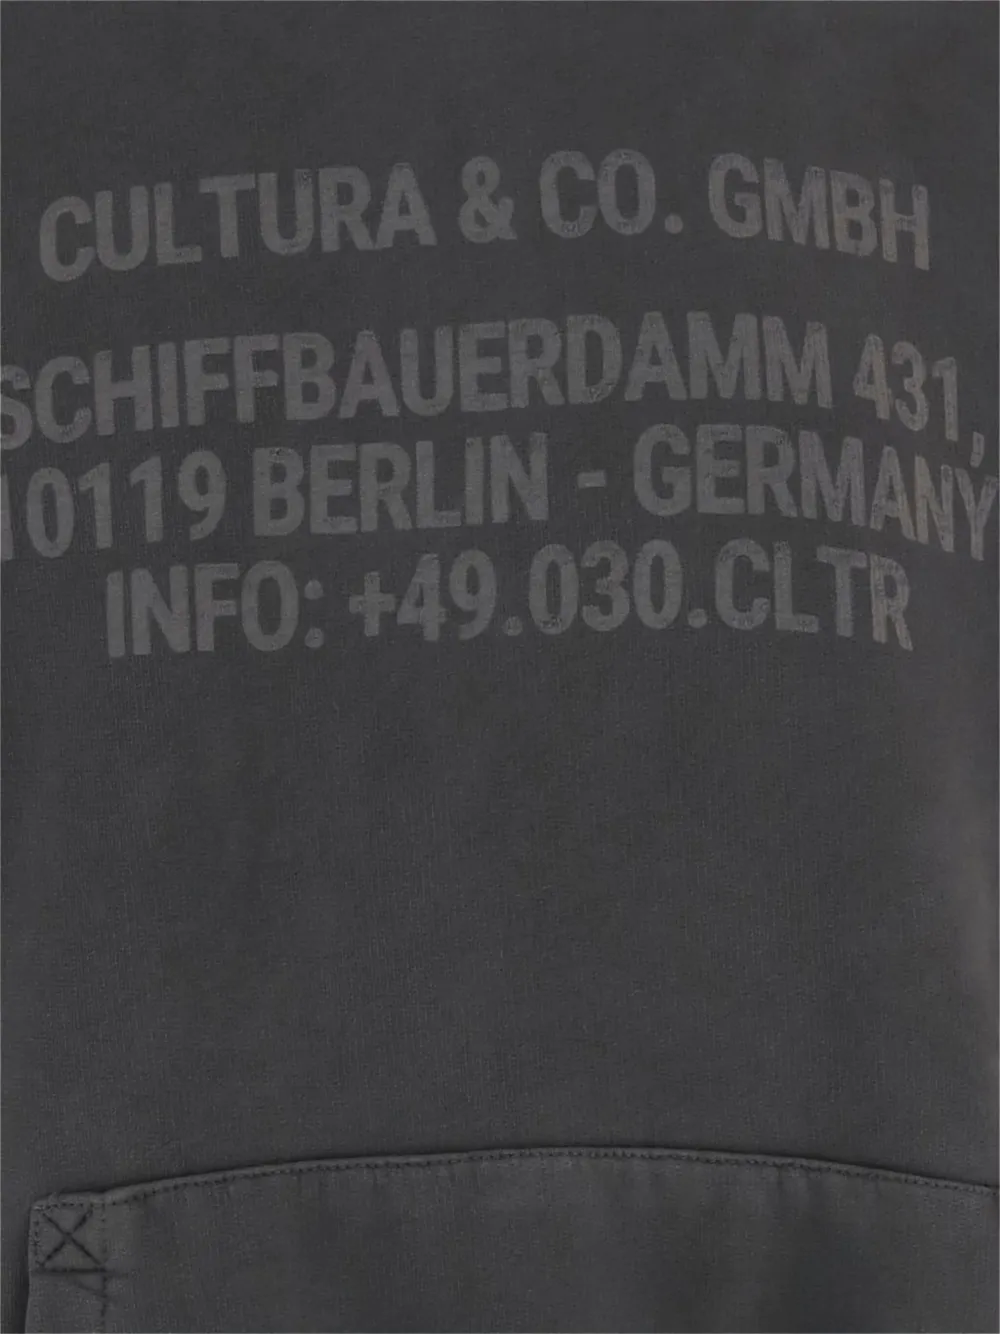 CULTURA & CO. GMBH
SCHIFFBAUERDAMM 431,
10119 BERLIN - GERMANY
INFO: +49.030.CLTR